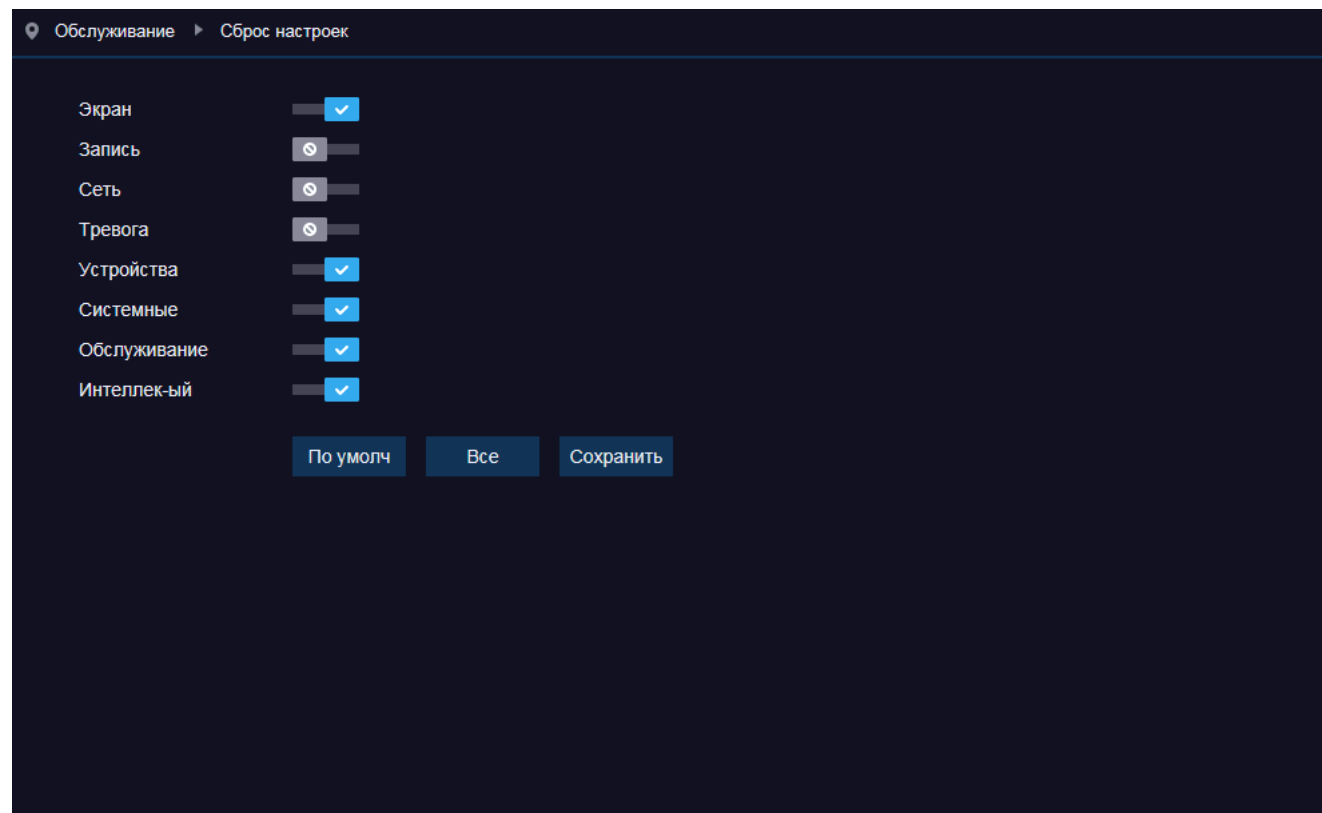 Обслуживание Сброс настроек
Экран
Запись
Сеть
Тревога
Устройства
Системные
Обслуживание
Интеллек-ый
По умолч Все Сохранить